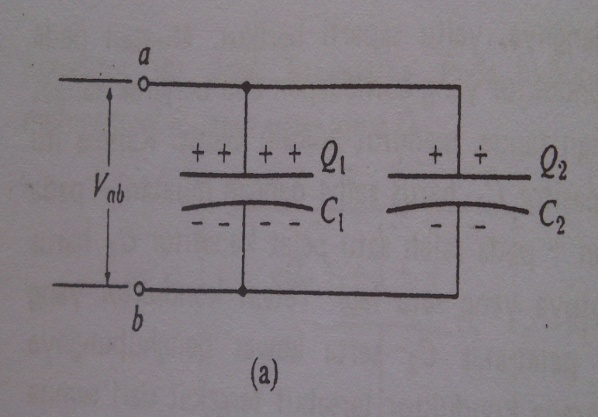 a
+ + + + Q1
+ + Q2
Vab
C1
C2
- - - -
- -
b
(a)